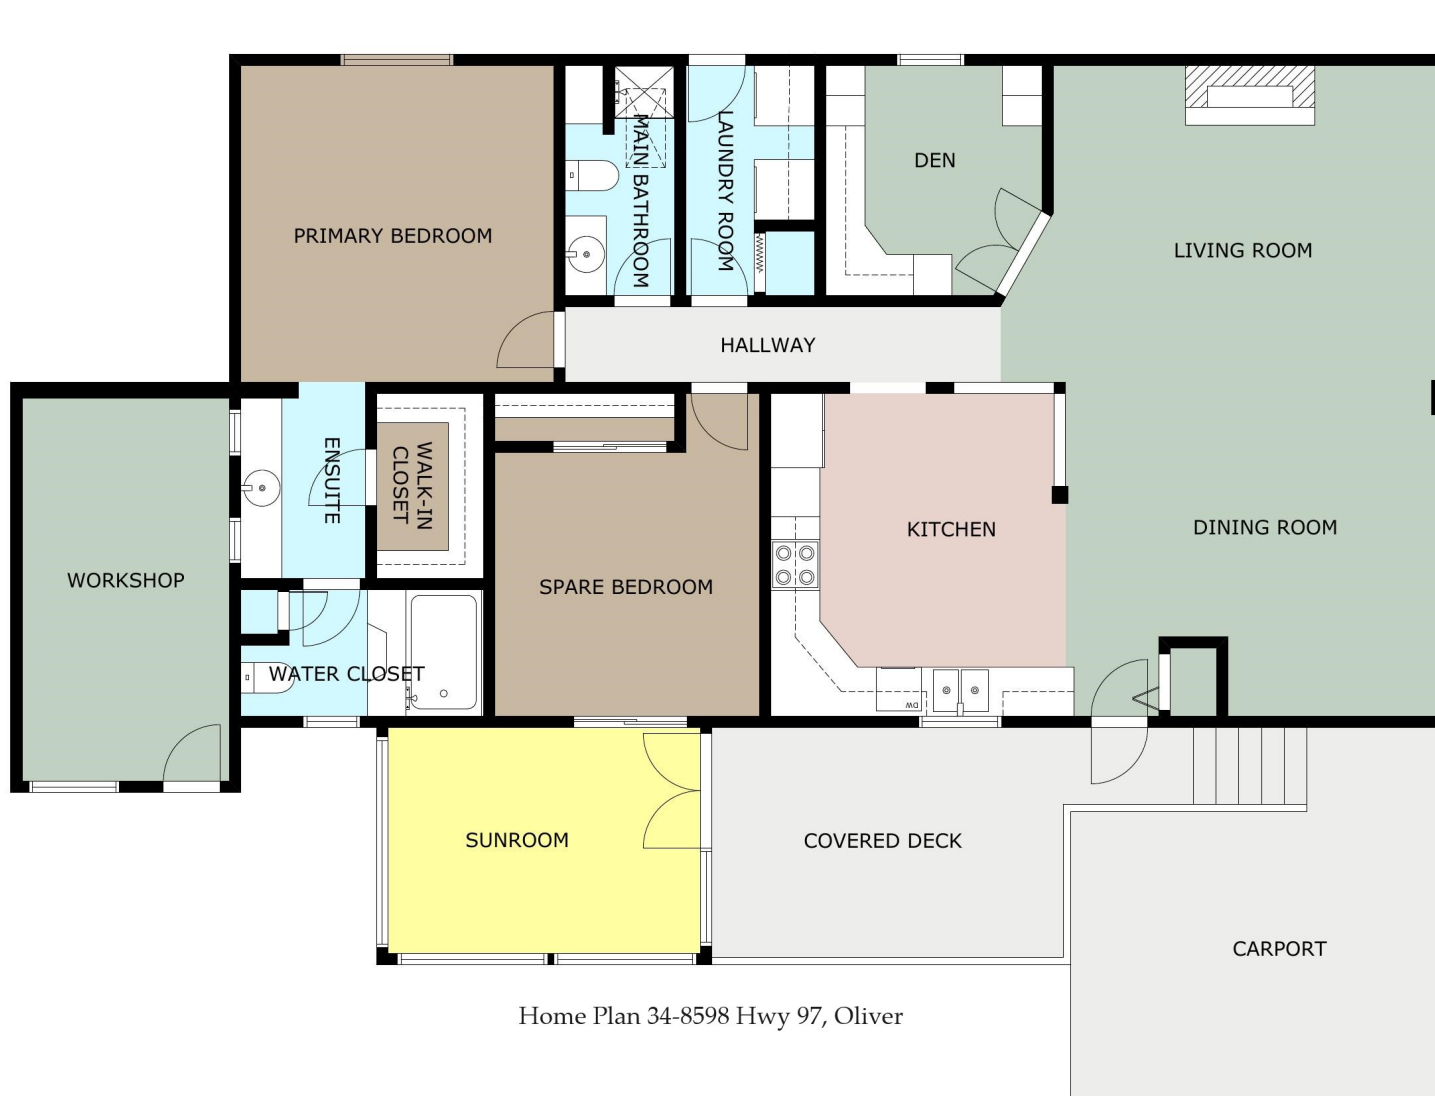 MAIN BATHROOM
LAUNDRY ROOM
DEN
PRIMARY BEDROOM
LIVING ROOM
HALLWAY
ENSUITE
WALK-IN
CLOSET
KITCHEN
DINING ROOM
WORKSHOP
SPARE BEDROOM
WATER CLOSET
DW
SUNROOM
COVERED DECK
CARPORT
Home Plan 34-8598 Hwy 97, Oliver